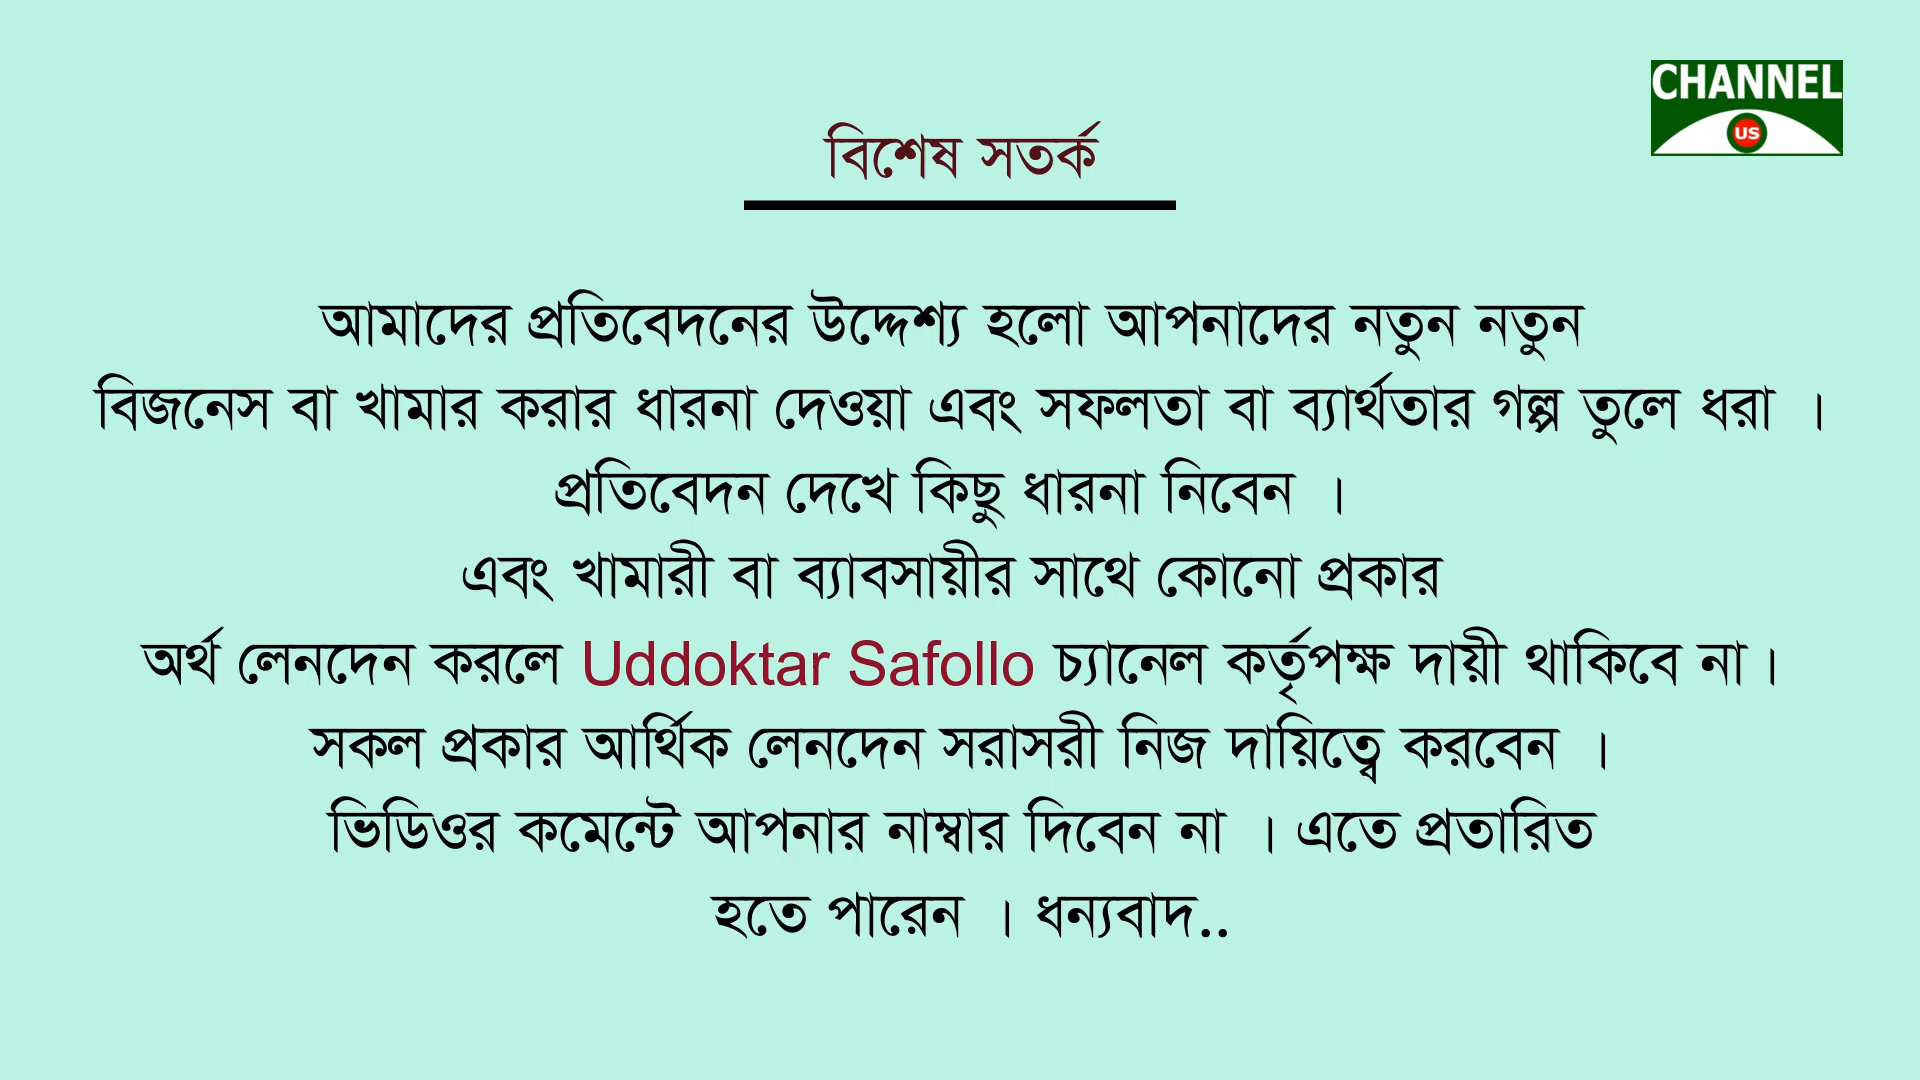 CHANNEL
US
বিশেষ সতর্ক
আমাদের প্রতিবেদনের উদ্দেশ্য হলো আপনাদের নতুন নতুন
বিজনেস বা খামার করার ধারনা দেওয়া এবং সফলতা বা ব্যার্থতার গল্প তুলে ধরা ।
প্রতিবেদন দেখে কিছু ধারনা নিবেন ।
এবং খামারী বা ব্যাবসায়ীর সাথে কোনো প্রকার
অর্থ লেনদেন করলে Uddoktar Safollo চ্যানেল কর্তৃপক্ষ দায়ী থাকিবে না।
সকল প্রকার আর্থিক লেনদেন সরাসরী নিজ দায়িত্বে করবেন ।
ভিডিওর কমেন্টে আপনার নাম্বার দিবেন না । এতে প্রতারিত
হতে পারেন । ধন্যবাদ..